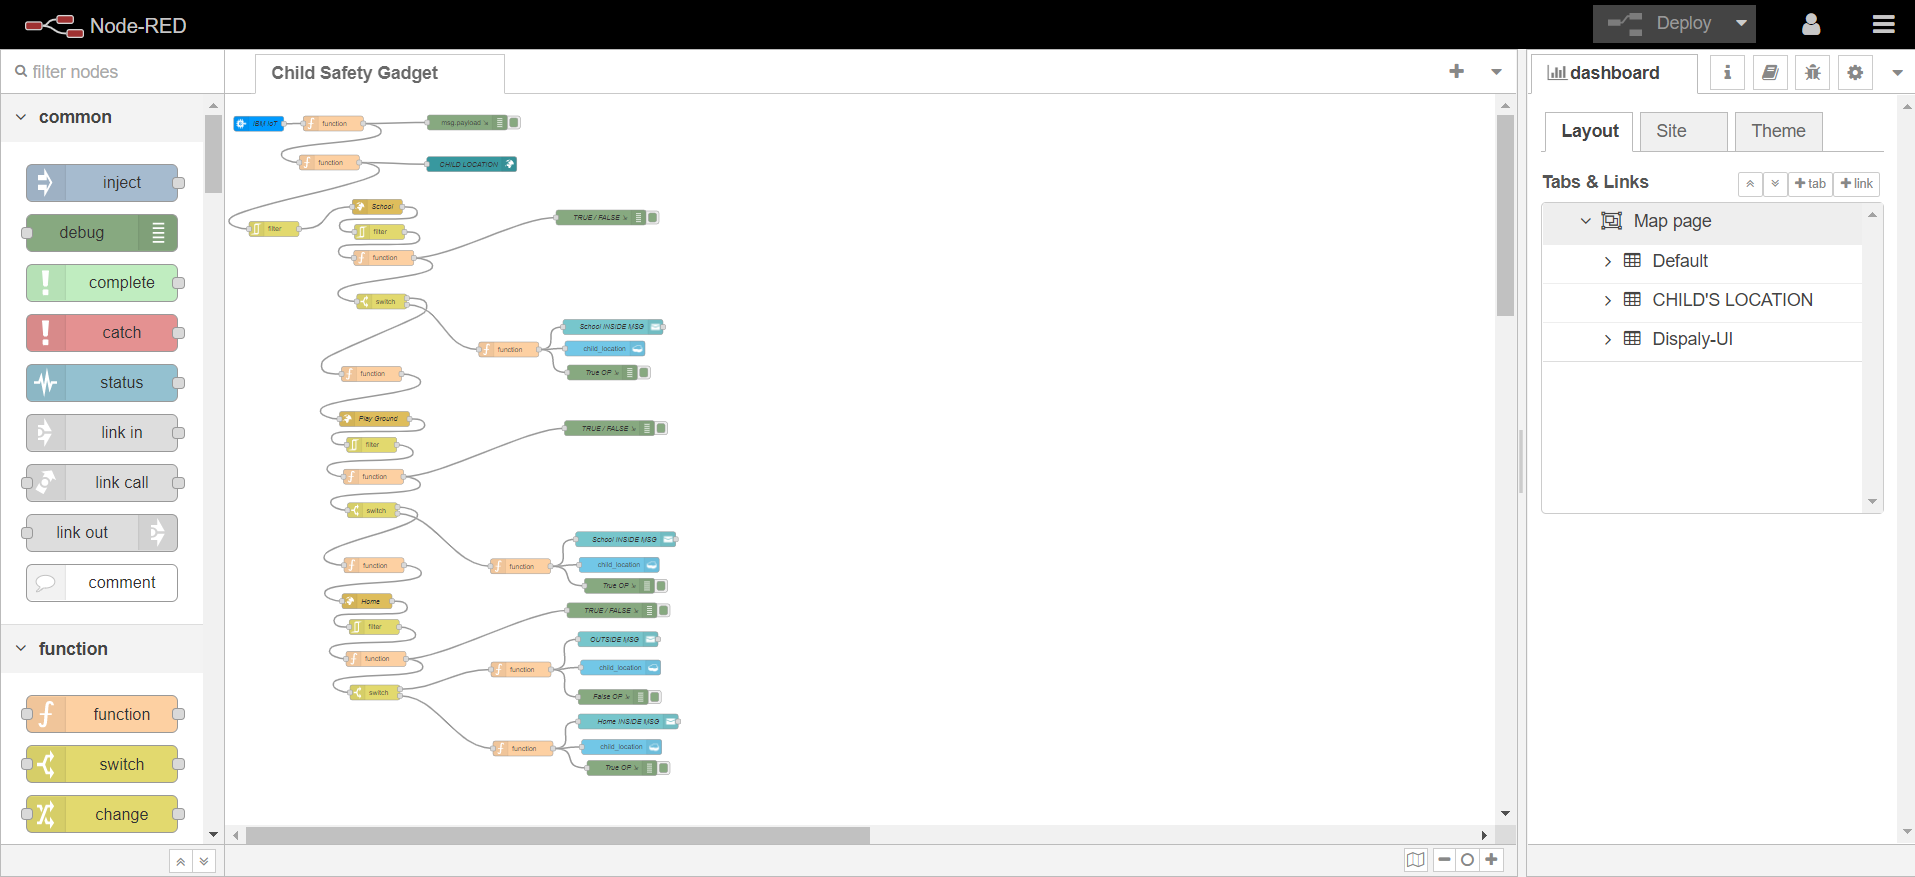 Node-RED
Deploy
filter nodes
Child Safety Gadget
dashboard
common
inject
debug
complete
catch
status
link in
link call
link out
comment
function
function
switch
change
IBM IoT
function
msg.payload
function
CHILD LOCATION
School
TRUE / FALSE
filter
filter
function
switch
School INSIDE MSG
function
child_location
True OP
function
Play Ground
TRUE / FALSE
filter
function
switch
School INSIDE MSG
function
function
child_location
True OP
Home
TRUE / FALSE
filter
OUTSIDE MSG
function
function
child_location
switch
False OP
Home INSIDE MSG
function
child_location
True OP
Layout
Site
Theme
Tabs & Links
tab
link
Map page
Default
CHILD'S LOCATION
Dispaly-UI